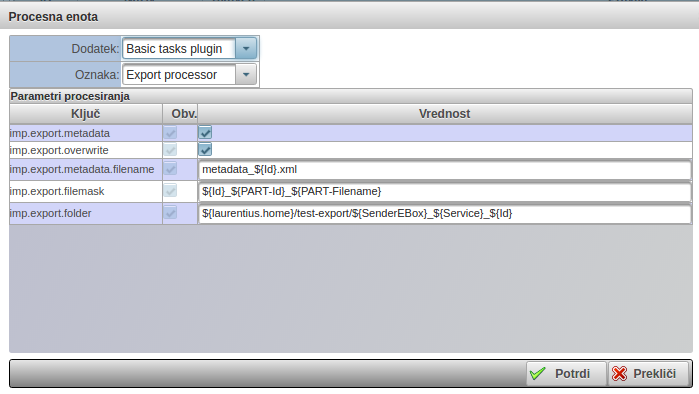 Procesna enota
Dodatek: Basic tasks plugin
Oznaka: Export processor
Parametri procesiranja
Ključ Obv. Vrednost
imp.export.metadata
imp.export.overwrite
imp.export.metadata.filename metadata_${Id}.xml
imp.export.filemask ${Id}_${PART-Id}_${PART-Filename}
imp.export.folder ${laurentius.home}/test-export/${SenderEBox}_${Service}_${Id}
Potrdi Prekliči